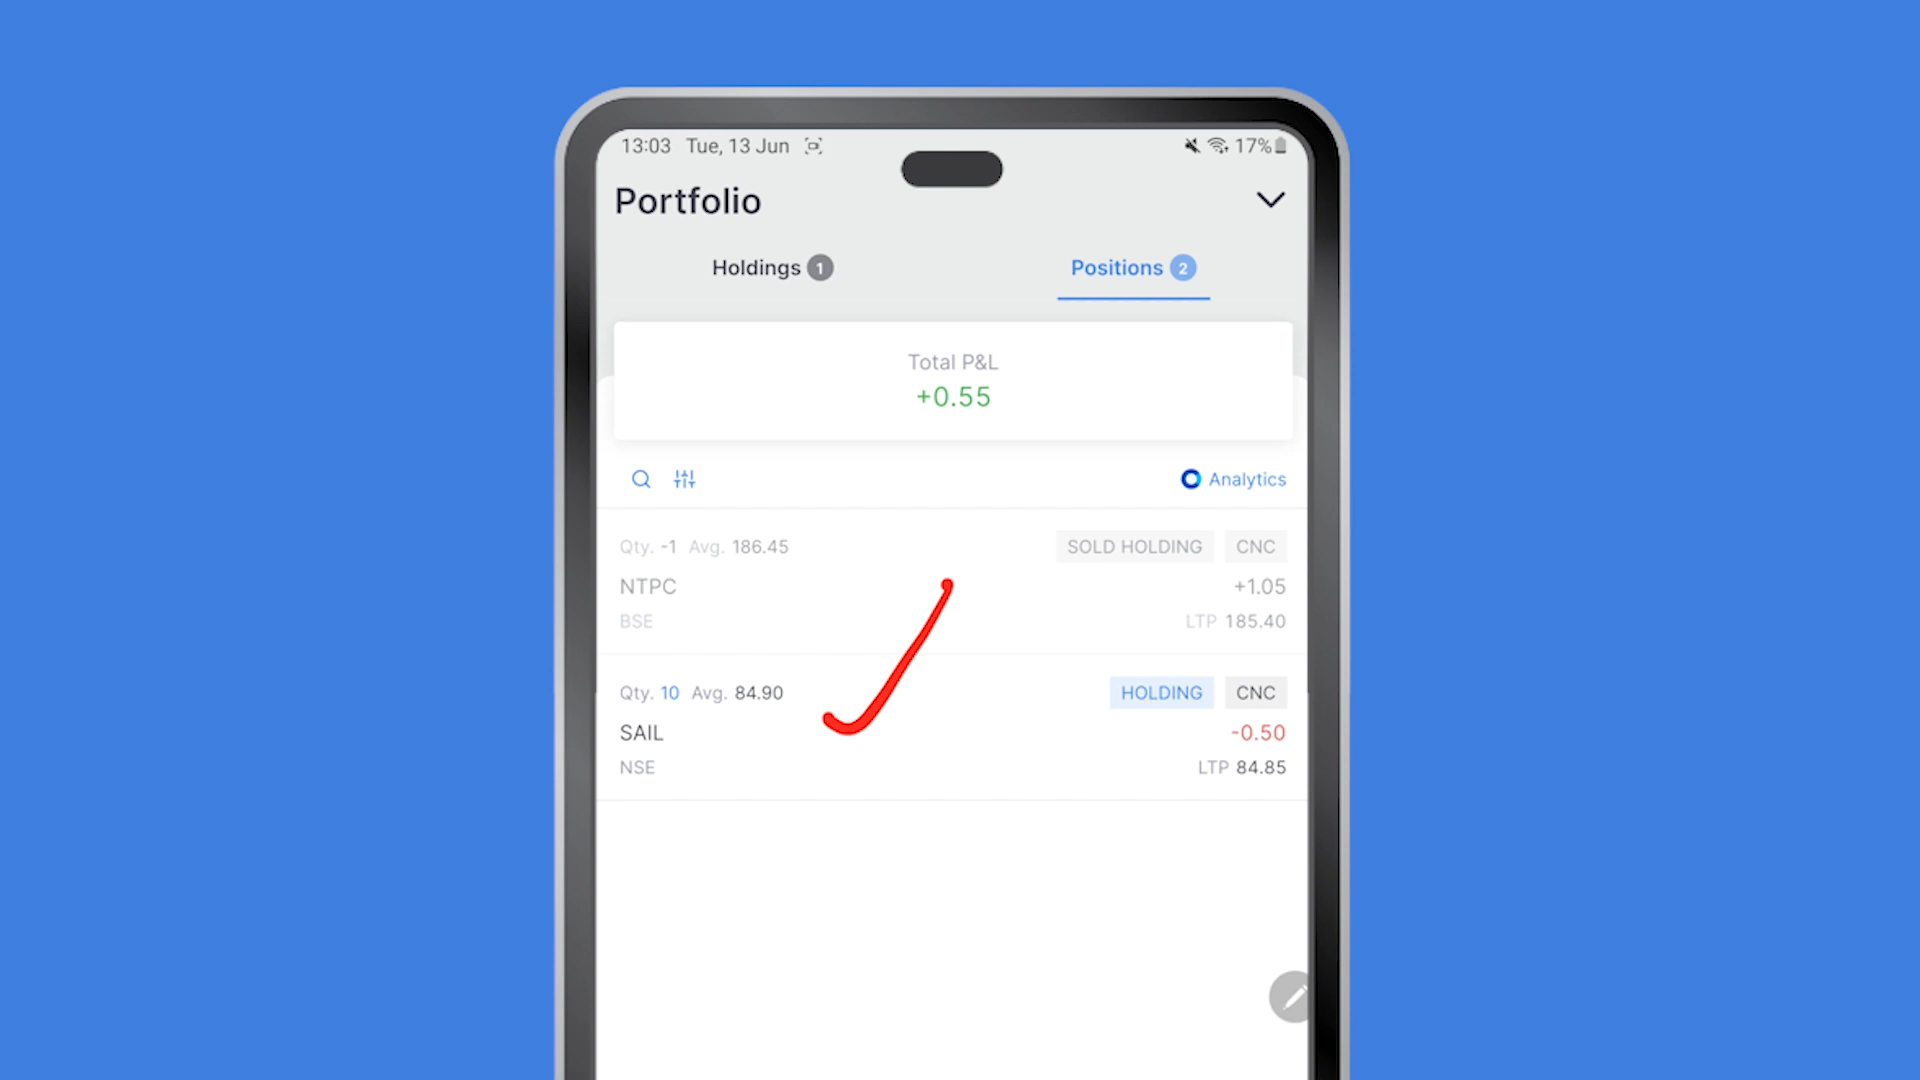 13:03 Tue, 13 Jun 17%
Portfolio
Holdings 1 Positions 2
Total P&L
+0.55
Analytics
Qty. -1 Avg. 186.45 SOLD HOLDING CNC
NTPC +1.05
BSE LTP 185.40
Qty. 10 Avg. 84.90 HOLDING CNC
SAIL -0.50
NSE LTP 84.85